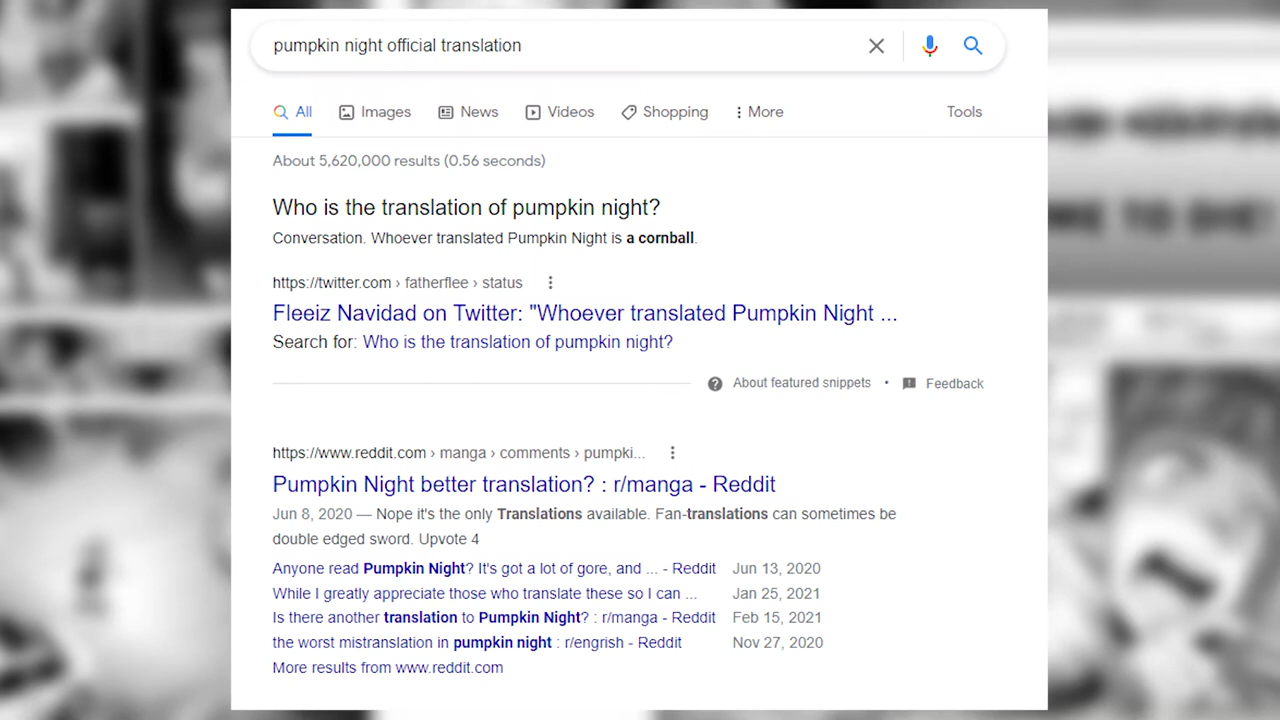 pumpkin night official translation
All Images News Videos Shopping More Tools
About 5,620,000 results (0.56 seconds)
Who is the translation of pumpkin night?
Conversation. Whoever translated Pumpkin Night is a cornball.
https://twitter.com › fatherflee › status
Fleeiz Navidad on Twitter: "Whoever translated Pumpkin Night ...
Search for: Who is the translation of pumpkin night?
About featured snippets • Feedback
https://www.reddit.com › manga › comments › pumpki...
Pumpkin Night better translation? : r/manga - Reddit
Jun 8, 2020 — Nope it's the only Translations available. Fan-translations can sometimes be
double edged sword. Upvote 4
Anyone read Pumpkin Night? It's got a lot of gore, and ... - Reddit Jun 13, 2020
While I greatly appreciate those who translate these so I can ... Jan 25, 2021
Is there another translation to Pumpkin Night? : r/manga - Reddit Feb 15, 2021
the worst mistranslation in pumpkin night : r/engrish - Reddit Nov 27, 2020
More results from www.reddit.com
TO DIE!